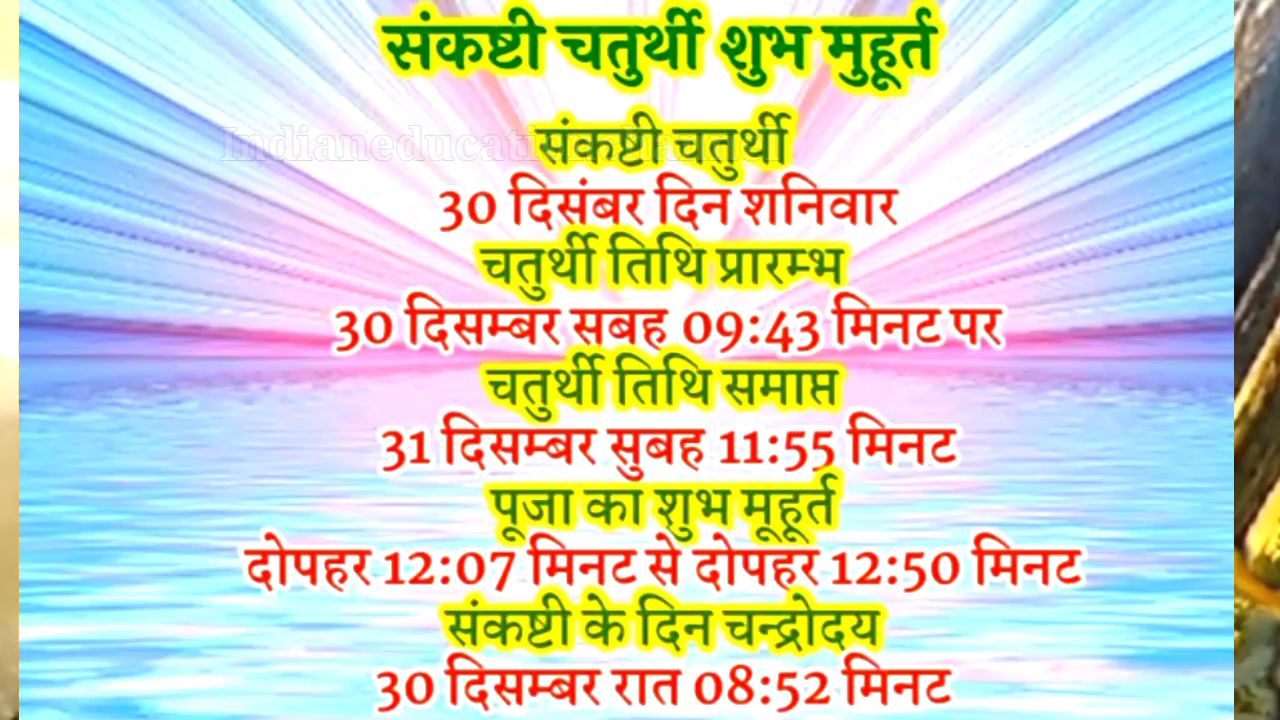 संकष्टी चतुर्थी शुभ मुहूर्त
संकष्टी चतुर्थी
30 दिसंबर दिन शनिवार
चतुर्थी तिथि प्रारम्भ
30 दिसम्बर सबह 09:43 मिनट पर
चतुर्थी तिथि समाप्त
31 दिसम्बर सुबह 11:55 मिनट
पूजा का शुभ मूहूर्त
दोपहर 12:07 मिनट से दोपहर 12:50 मिनट
संकष्टी के दिन चन्द्रोदय
30 दिसम्बर रात 08:52 मिनट